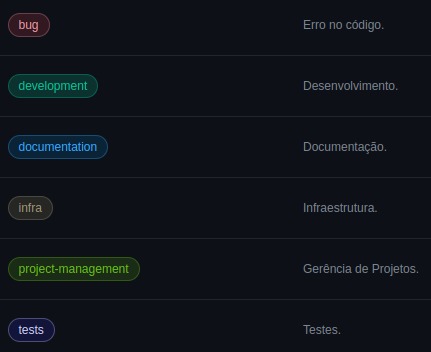 bug Erro no código.
development Desenvolvimento.
documentation Documentação.
infra Infraestrutura.
project-management Gerência de Projetos.
tests Testes.